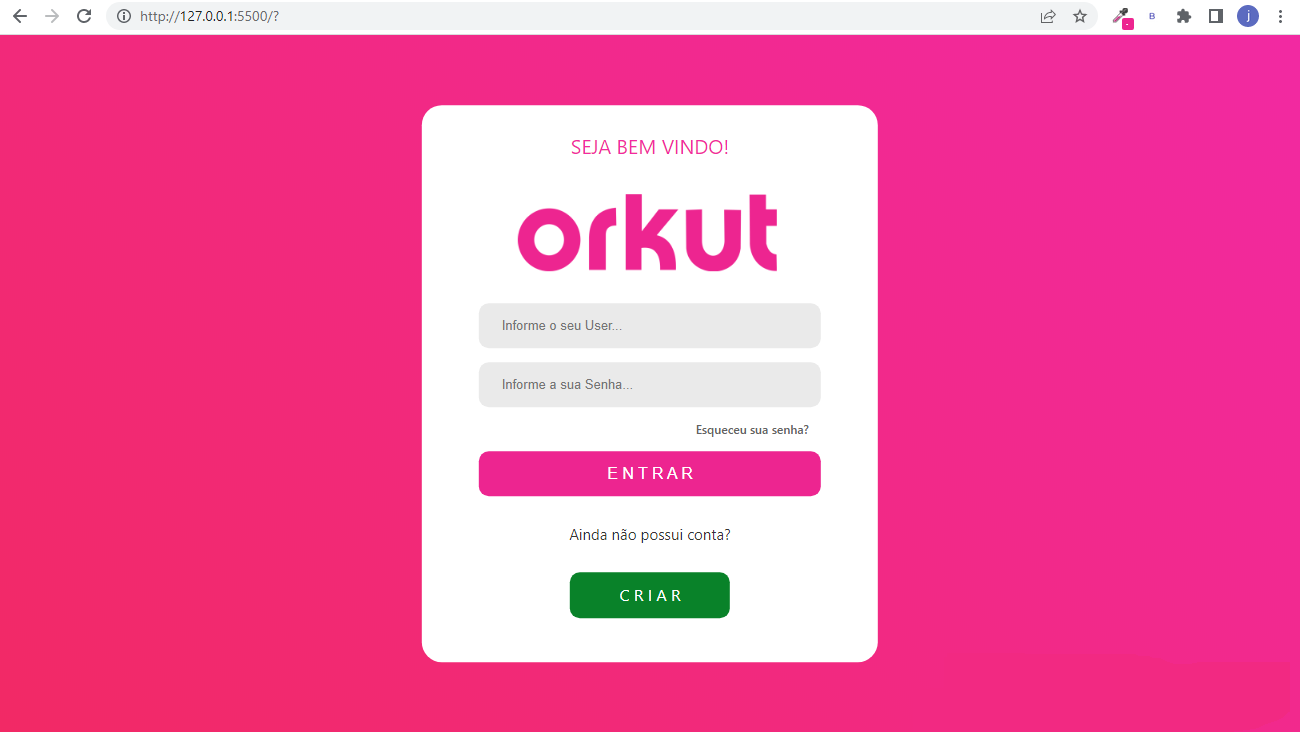 http://127.0.0.1:5500/?
B
j
SEJA BEM VINDO!
orkut
Informe o seu User...
Informe a sua Senha...
Esqueceu sua senha?
ENTRAR
Ainda não possui conta?
CRIAR